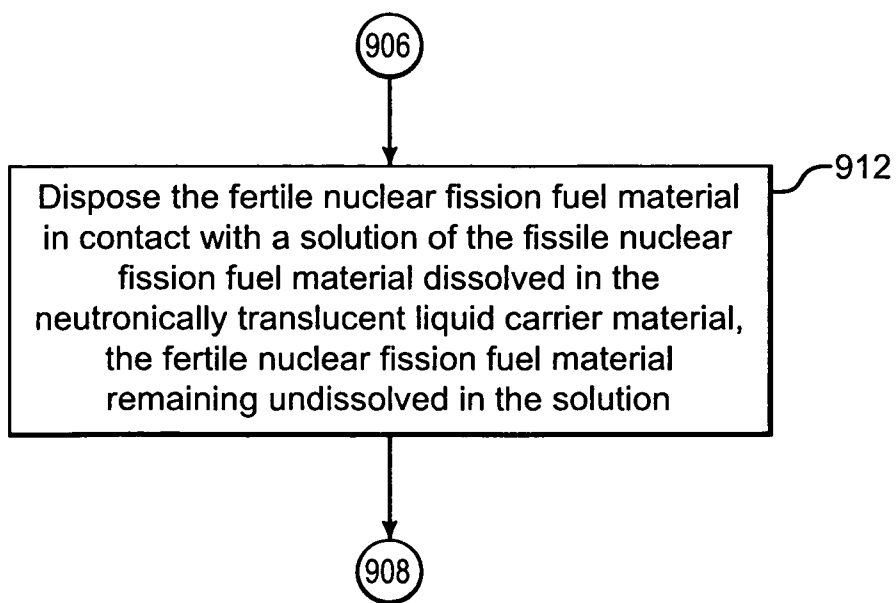 906
912
Dispose the fertile nuclear fission fuel material
in contact with a solution of the fissile nuclear
fission fuel material dissolved in the
neutronically translucent liquid carrier material,
the fertile nuclear fission fuel material
remaining undissolved in the solution
908